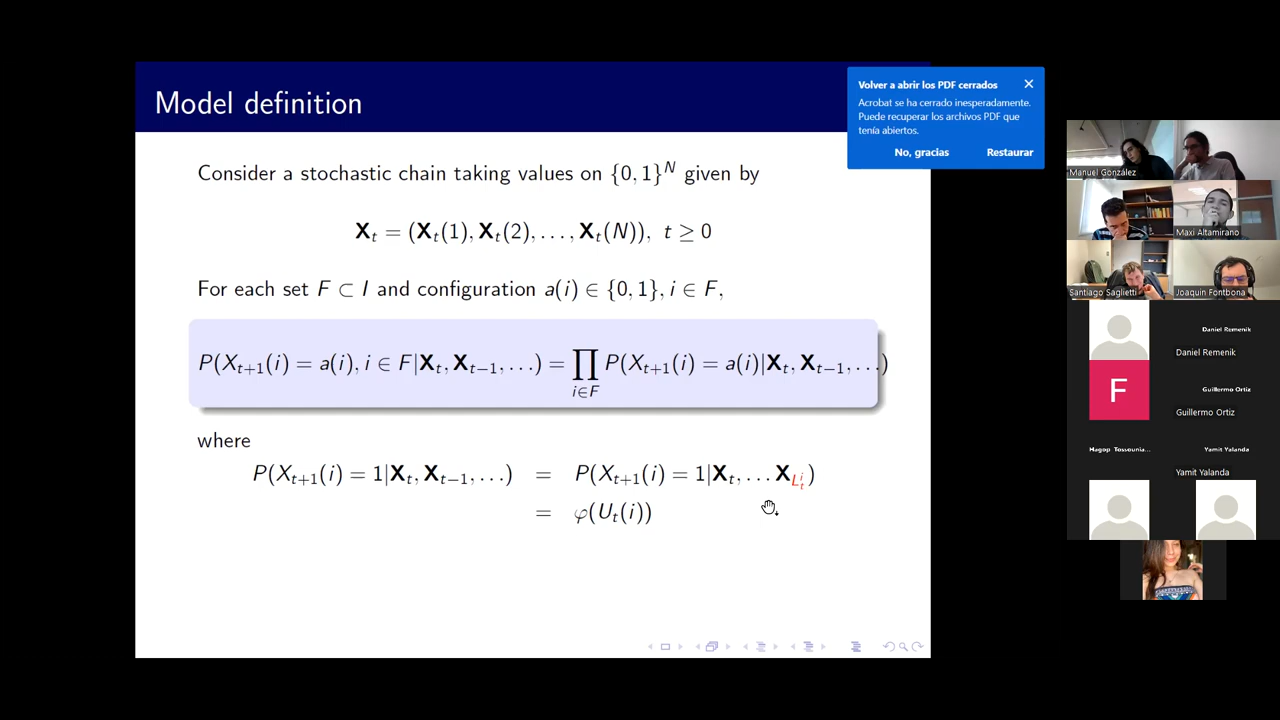 Model definition
Consider a stochastic chain taking values on {0, 1}^N given by
X_t = (X_t(1), X_t(2), . . . , X_t(N)), t ≥ 0
For each set F ⊂ I and configuration a(i) ∈ {0, 1}, i ∈ F,
P(X_{t+1}(i) = a(i), i ∈ F|X_t, X_{t−1}, . . .) = ∏_{i∈F} P(X_{t+1}(i) = a(i)|X_t, X_{t−1}, . . .)
where
P(X_{t+1}(i) = 1|X_t, X_{t−1}, . . .) = P(X_{t+1}(i) = 1|X_t, . . . X_{L_t^i})
= φ(U_t(i))
Volver a abrir los PDF cerrados
Acrobat se ha cerrado inesperadamente.
Puede recuperar los archivos PDF que
tenía abiertos.
No, gracias Restaurar
Manuel González
Maxi Altamirano
Santiago Saglietti
Joaquin Fontbona
Daniel Remenik
Daniel Remenik
F
Guillermo Ortiz
Guillermo Ortiz
Hagop Tossounia...
Yamit Yalanda
Yamit Yalanda